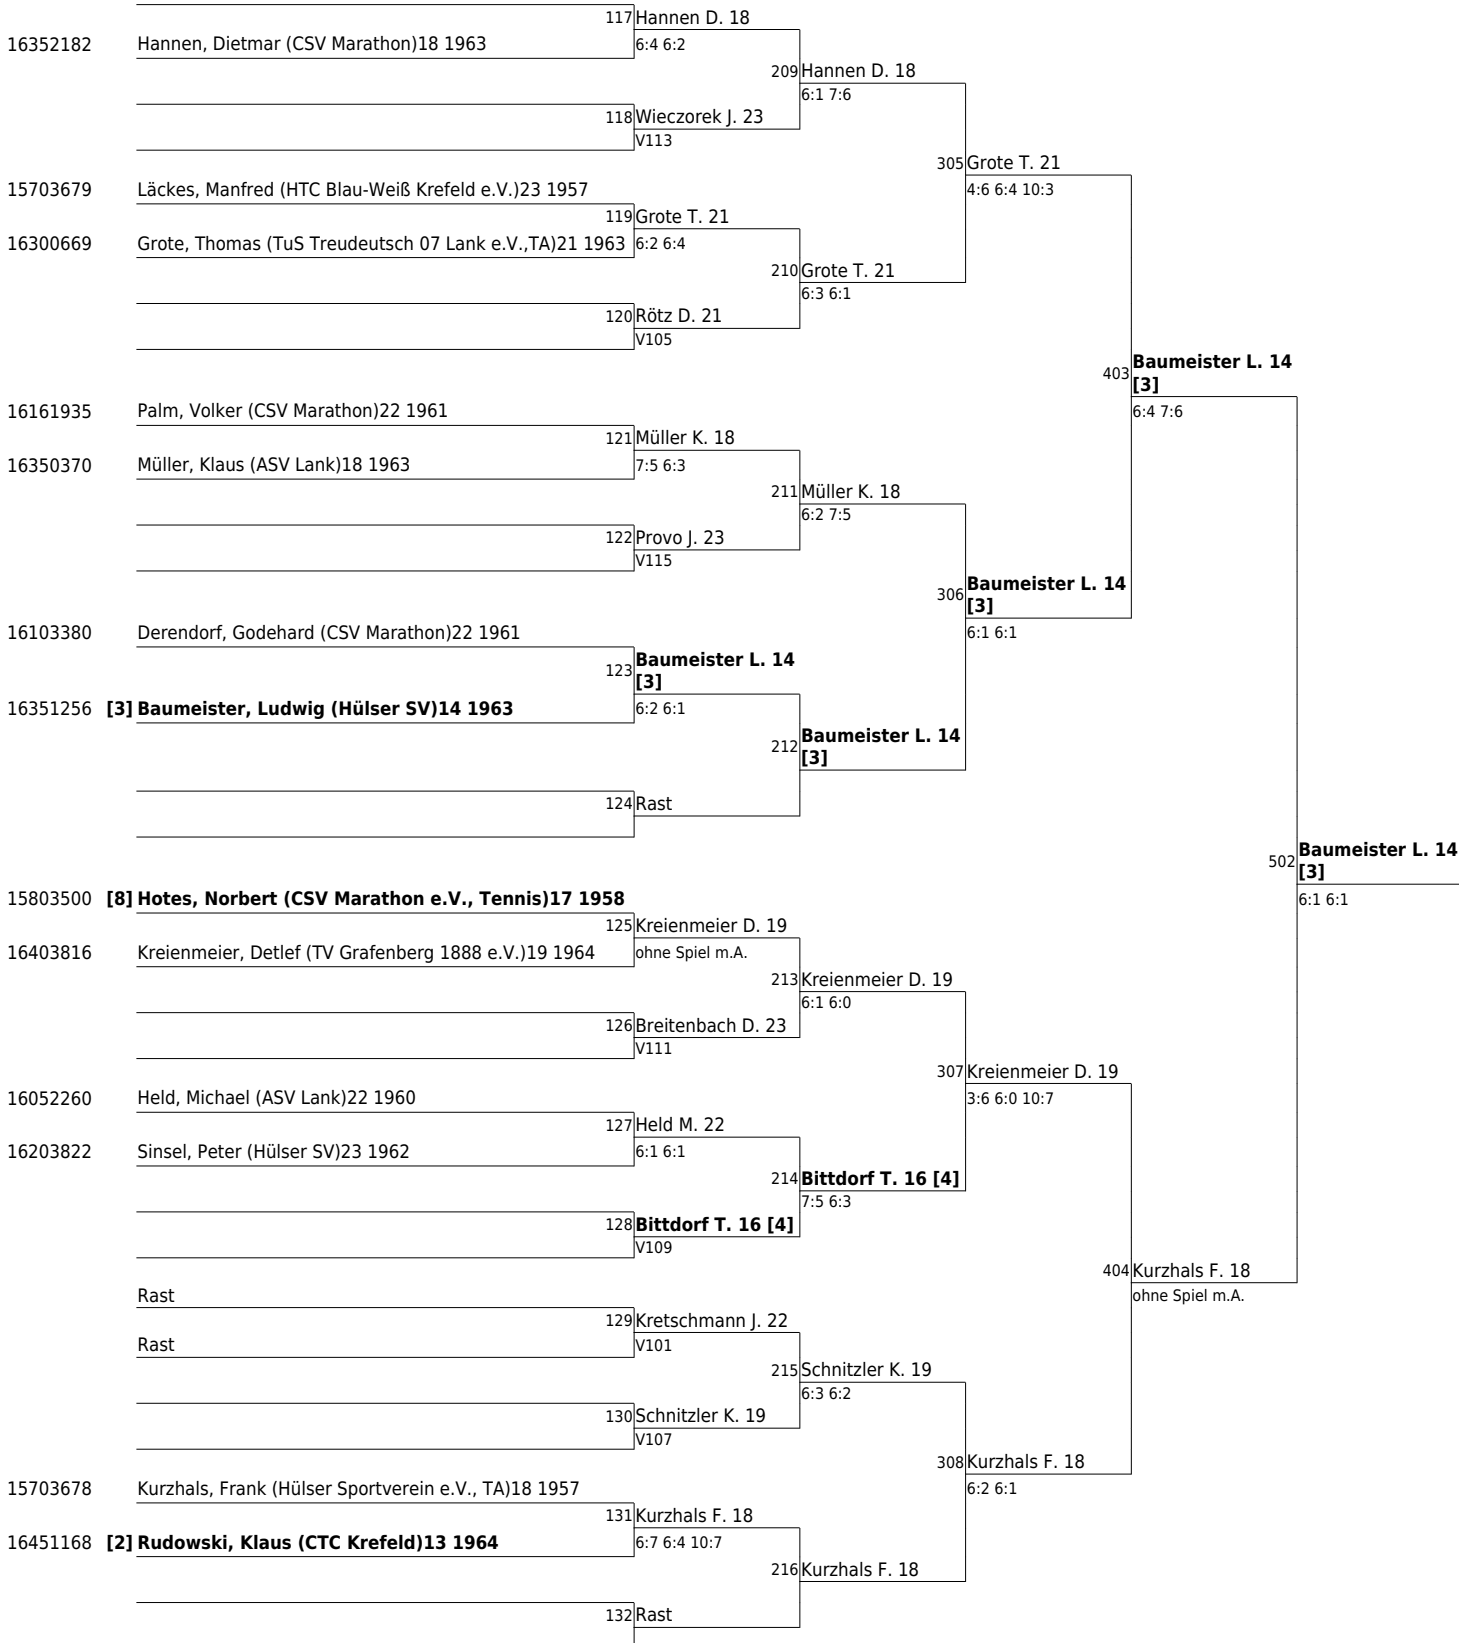 117 Hannen D. 18
16352182 Hannen, Dietmar (CSV Marathon)18 1963 6:4 6:2
209 Hannen D. 18
6:1 7:6
118 Wieczorek J. 23
V113
305 Grote T. 21
15703679 Läckes, Manfred (HTC Blau-Weiß Krefeld e.V.)23 1957 4:6 6:4 10:3
119 Grote T. 21
16300669 Grote, Thomas (TuS Treudeutsch 07 Lank e.V.,TA)21 1963 6:2 6:4
210 Grote T. 21
6:3 6:1
120 Rötz D. 21
V105
403 Baumeister L. 14
[3]
16161935 Palm, Volker (CSV Marathon)22 1961 6:4 7:6
121 Müller K. 18
16350370 Müller, Klaus (ASV Lank)18 1963 7:5 6:3
211 Müller K. 18
6:2 7:5
122 Provo J. 23
V115
306 Baumeister L. 14
[3]
16103380 Derendorf, Godehard (CSV Marathon)22 1961 6:1 6:1
123 Baumeister L. 14
[3]
16351256 [3] Baumeister, Ludwig (Hülser SV)14 1963 6:2 6:1
212 Baumeister L. 14
[3]
124 Rast
502 Baumeister L. 14
[3]
15803500 [8] Hotes, Norbert (CSV Marathon e.V., Tennis)17 1958 6:1 6:1
125 Kreienmeier D. 19
16403816 Kreienmeier, Detlef (TV Grafenberg 1888 e.V.)19 1964 ohne Spiel m.A.
213 Kreienmeier D. 19
6:1 6:0
126 Breitenbach D. 23
V111
307 Kreienmeier D. 19
16052260 Held, Michael (ASV Lank)22 1960 3:6 6:0 10:7
127 Held M. 22
16203822 Sinsel, Peter (Hülser SV)23 1962 6:1 6:1
214 Bittdorf T. 16 [4]
7:5 6:3
128 Bittdorf T. 16 [4]
V109
404 Kurzhals F. 18
Rast ohne Spiel m.A.
129 Kretschmann J. 22
Rast V101
215 Schnitzler K. 19
6:3 6:2
130 Schnitzler K. 19
V107
308 Kurzhals F. 18
15703678 Kurzhals, Frank (Hülser Sportverein e.V., TA)18 1957 6:2 6:1
131 Kurzhals F. 18
16451168 [2] Rudowski, Klaus (CTC Krefeld)13 1964 6:7 6:4 10:7
216 Kurzhals F. 18
132 Rast